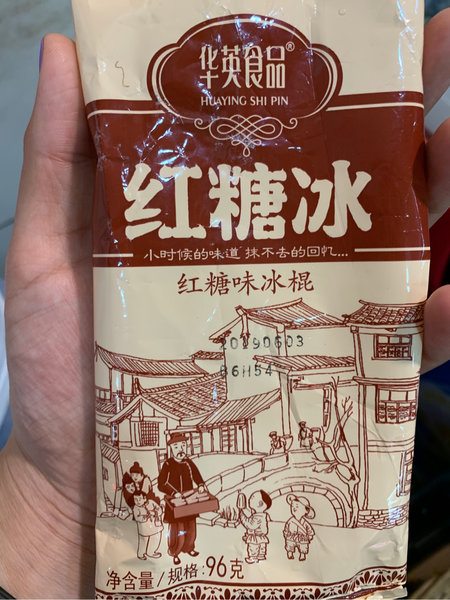 华英食品®
HUAYING SHI PIN
红糖冰
小时候的味道 抹不去的回忆...
红糖味冰棍
20190603
净含量/规格:96克